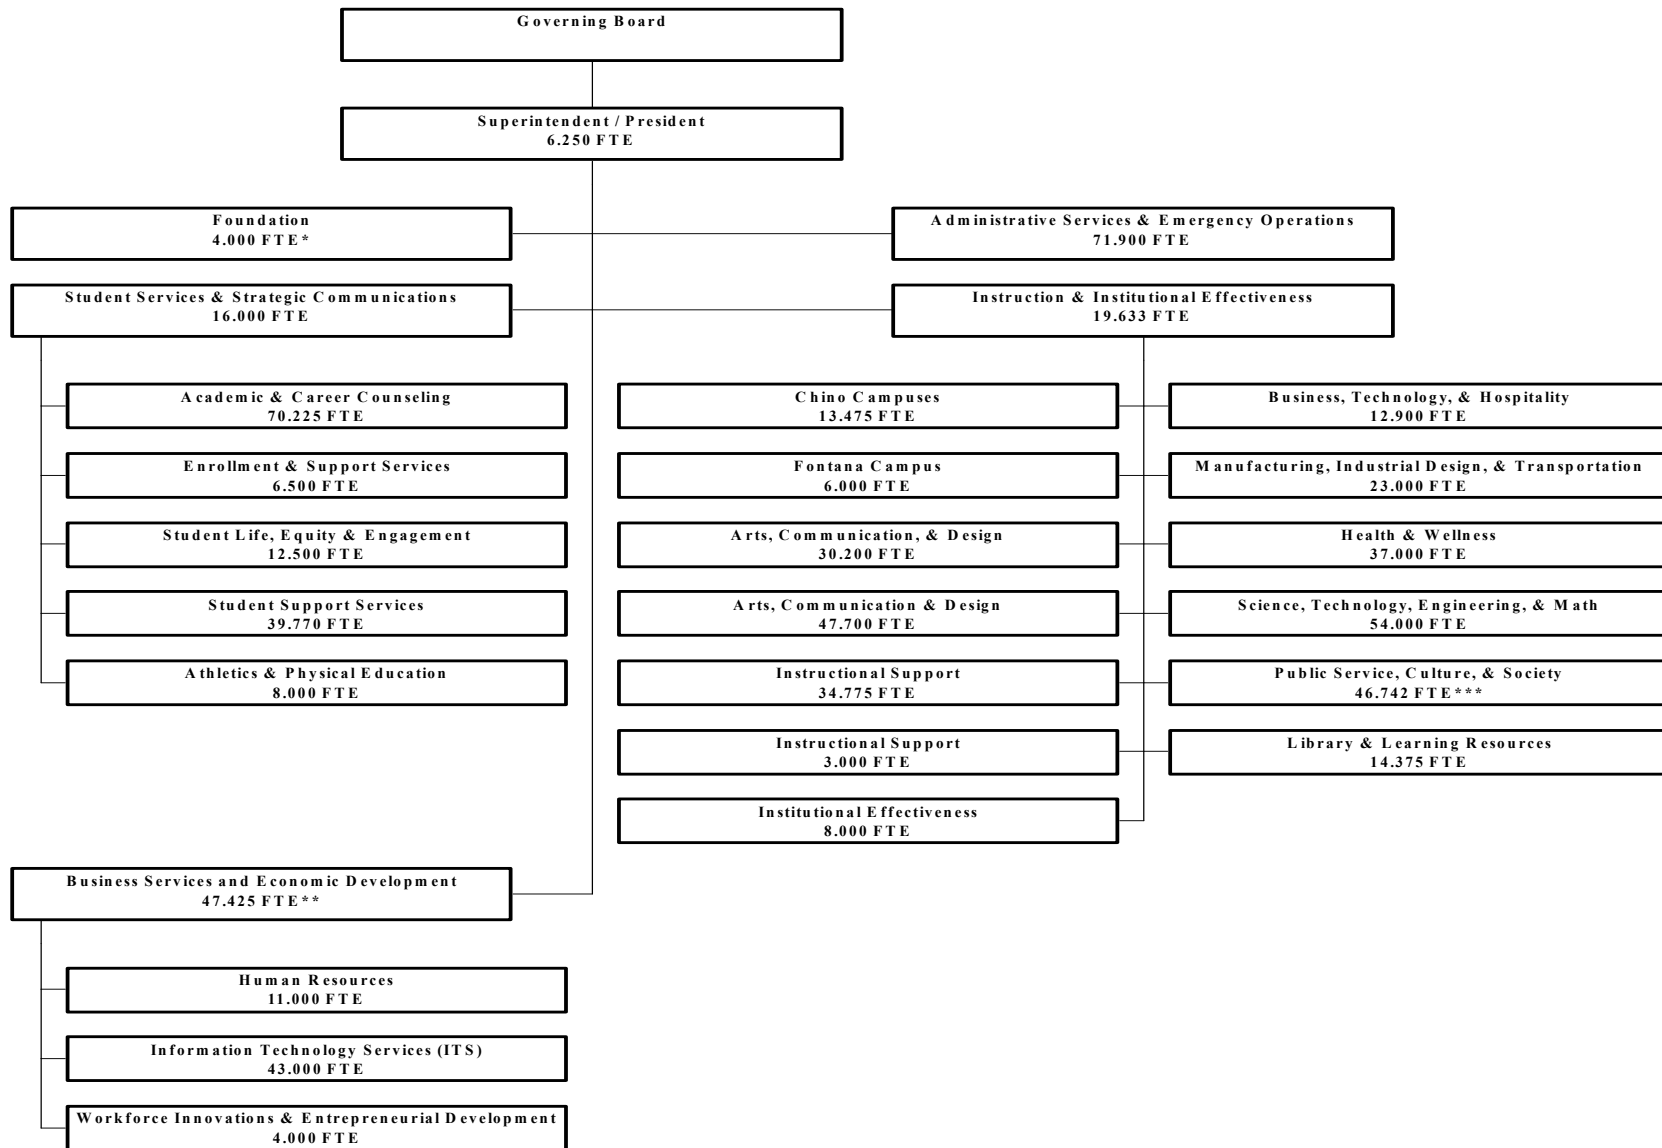 Governing Board
Superintendent / President
6.250 FTE
Foundation
4.000 FTE*
Administrative Services & Emergency Operations
71.900 FTE
Student Services & Strategic Communications
16.000 FTE
Instruction & Institutional Effectiveness
19.633 FTE
Academic & Career Counseling
70.225 FTE
Enrollment & Support Services
6.500 FTE
Student Life, Equity & Engagement
12.500 FTE
Student Support Services
39.770 FTE
Athletics & Physical Education
8.000 FTE
Chino Campuses
13.475 FTE
Business, Technology, & Hospitality
12.900 FTE
Fontana Campus
6.000 FTE
Manufacturing, Industrial Design, & Transportation
23.000 FTE
Arts, Communication, & Design
30.200 FTE
Health & Wellness
37.000 FTE
Arts, Communication & Design
47.700 FTE
Science, Technology, Engineering, & Math
54.000 FTE
Instructional Support
34.775 FTE
Public Service, Culture, & Society
46.742 FTE***
Instructional Support
3.000 FTE
Library & Learning Resources
14.375 FTE
Institutional Effectiveness
8.000 FTE
Business Services and Economic Development
47.425 FTE**
Human Resources
11.000 FTE
Information Technology Services (ITS)
43.000 FTE
Workforce Innovations & Entrepreneurial Development
4.000 FTE